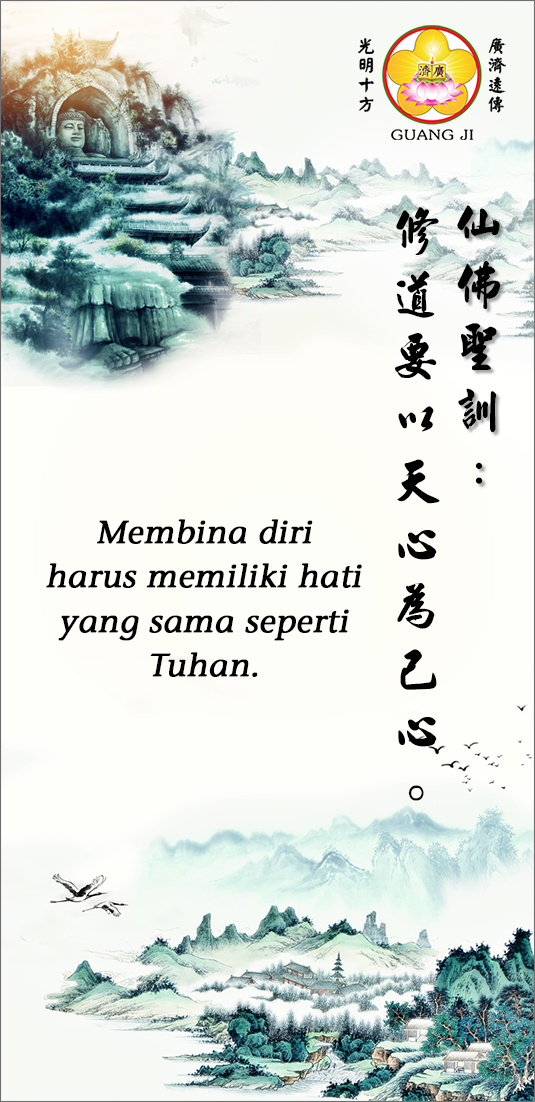 廣濟遠傳
光明十方
濟廣
GUANG JI
仙佛聖訓：
修道要以天心為己心。
Membina diri
harus memiliki hati
yang sama seperti
Tuhan.